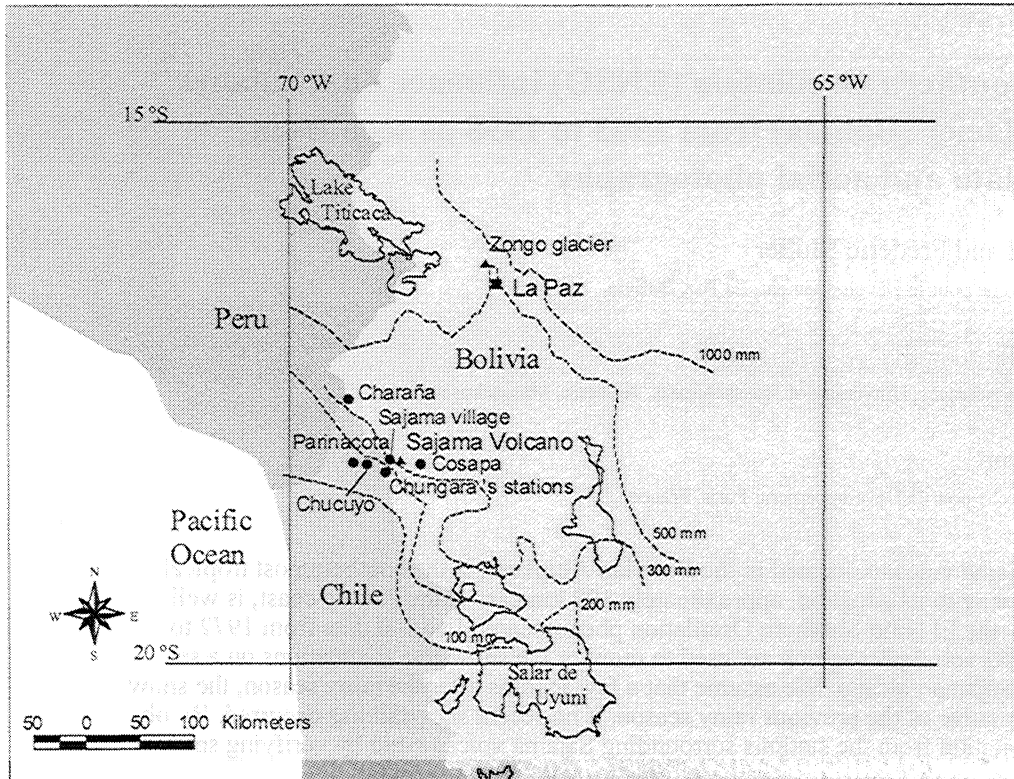 70 °W
65 °W
15 °S
Lake
Titicaca
Zongo glacier
La Paz
Peru
Bolivia
1000 mm
Charaña
Sajama village
Parinacota
Sajama Volcano
Cosapa
Chungara's stations
Chucuyo
Pacific
Ocean
500 mm
300 mm
Chile
200 mm
N
W
E
S
100 mm
20 °S
Salar de
Uyuni
50 0 50 100 Kilometers